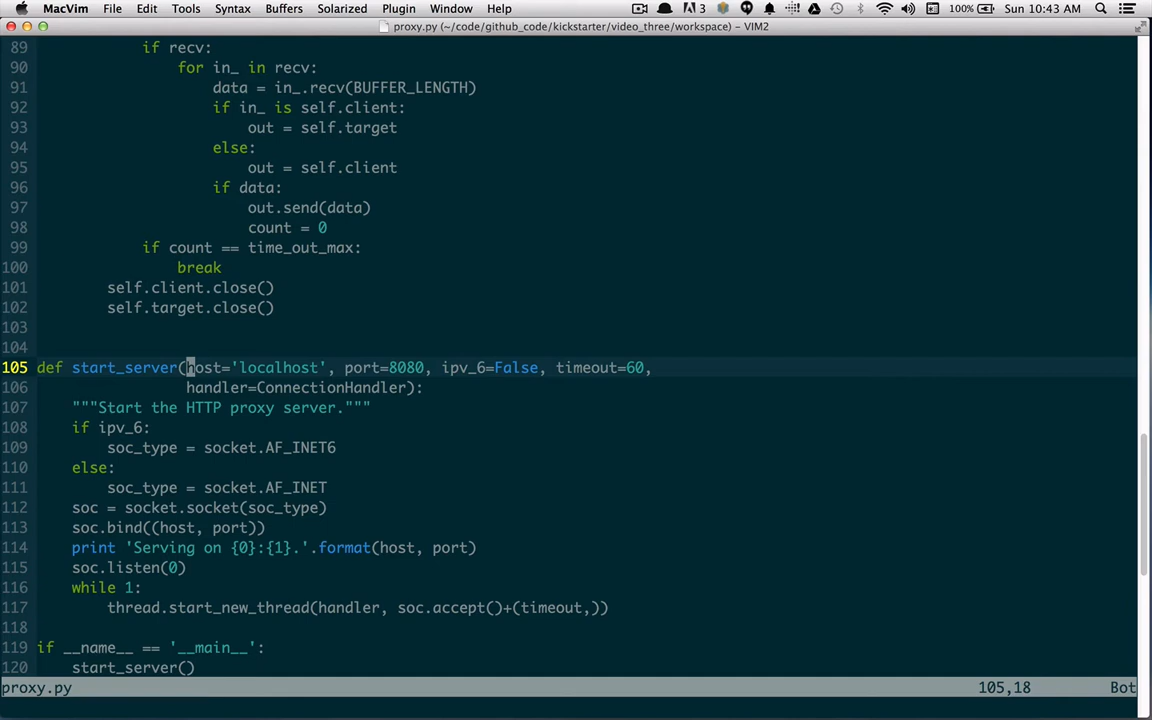 MacVim File Edit Tools Syntax Buffers Solarized Plugin Window Help 3 100% Sun 10:43 AM
proxy.py (~/code/github_code/kickstarter/video_three/workspace) – VIM2
89 if recv:
90 for in_ in recv:
91 data = in_.recv(BUFFER_LENGTH)
92 if in_ is self.client:
93 out = self.target
94 else:
95 out = self.client
96 if data:
97 out.send(data)
98 count = 0
99 if count == time_out_max:
100 break
101 self.client.close()
102 self.target.close()
103
104
105 def start_server(host='localhost', port=8080, ipv_6=False, timeout=60,
106 handler=ConnectionHandler):
107 """Start the HTTP proxy server."""
108 if ipv_6:
109 soc_type = socket.AF_INET6
110 else:
111 soc_type = socket.AF_INET
112 soc = socket.socket(soc_type)
113 soc.bind((host, port))
114 print 'Serving on {0}:{1}.'.format(host, port)
115 soc.listen(0)
116 while 1:
117 thread.start_new_thread(handler, soc.accept()+(timeout,))
118
119 if __name__ == '__main__':
120 start_server()
proxy.py 105,18 Bot